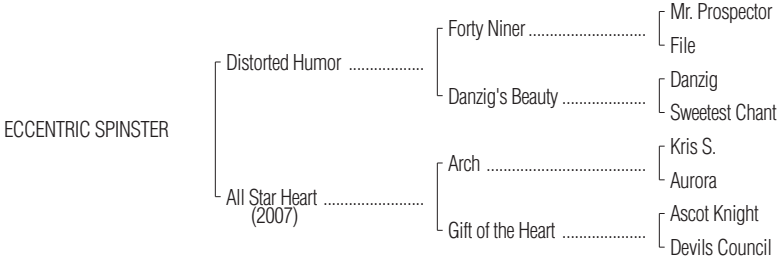 Mr. Prospector
Forty Niner ..............................
File
Distorted Humor ..................
Danzig
Danzig's Beauty .....................
Sweetest Chant
ECCENTRIC SPINSTER
Kris S.
Arch .........................................
Aurora
All Star Heart ........................
(2007)
Ascot Knight
Gift of the Heart .....................
Devils Council